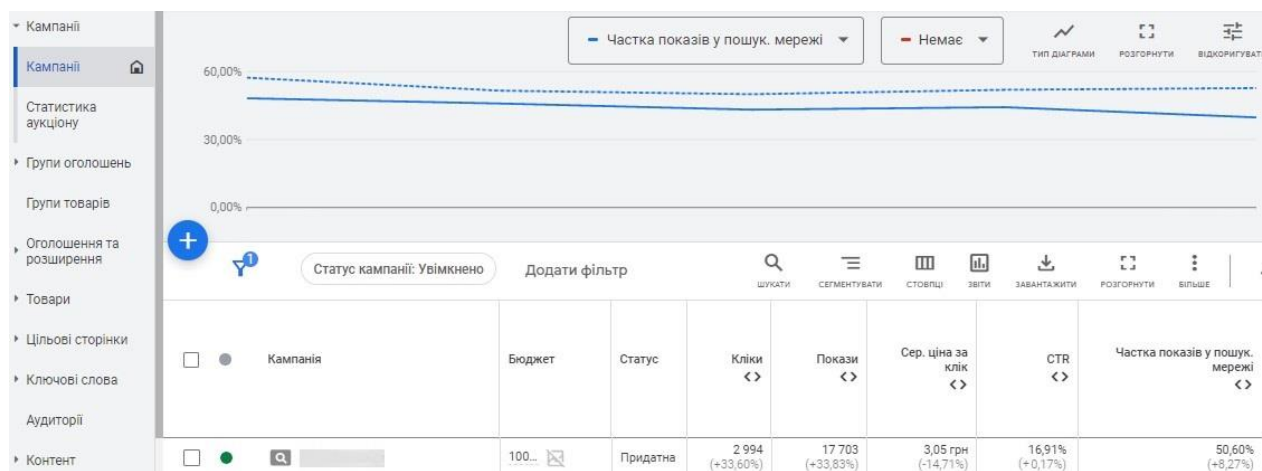 Кампанії
Кампанії
Статистика
аукціону
Групи оголошень
Групи товарів
Оголошення та
розширення
Товари
Цільові сторінки
Ключові слова
Аудиторії
Контент
Частка показів у пошук. мережі
Немає
ТИП ДІАГРАМИ
РОЗГОРНУТИ
ВІДКОРИГУВАТ
60,00%
30,00%
0,00%
1
Статус кампанії: Увімкнено
Додати фільтр
ШУКАТИ
СЕГМЕНТУВАТИ
СТОВПЦІ
ЗВІТИ
ЗАВАНТАЖИТИ
РОЗГОРНУТИ
БІЛЬШЕ
Кампанія
Бюджет
Статус
Кліки
Покази
Сер. ціна за
клік
CTR
Частка показів у пошук.
мережі
100...
Придатна
2 994
(+33,60%)
17 703
(+33,83%)
3,05 грн
(-14,71%)
16,91%
(+0,17%)
50,60%
(+8,27%)